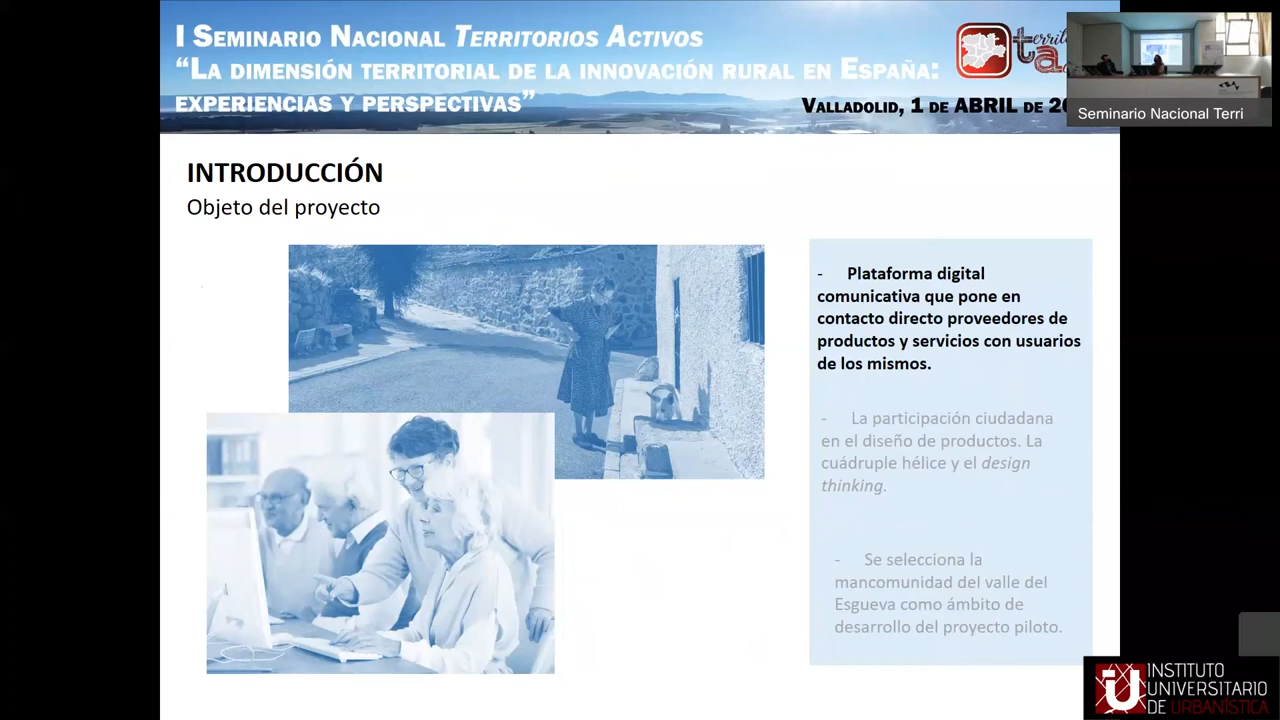 I Seminario Nacional Territorios Activos
“La dimensión territorial de la innovación rural en España:
experiencias y perspectivas”
Valladolid, 1 de ABRIL de
Seminario Nacional Terri
INTRODUCCIÓN
Objeto del proyecto
- Plataforma digital
comunicativa que pone en
contacto directo proveedores de
productos y servicios con usuarios
de los mismos.
- La participación ciudadana
en el diseño de productos. La
cuádruple hélice y el design
thinking.
- Se selecciona la
mancomunidad del valle del
Esgueva como ámbito de
desarrollo del proyecto piloto.
INSTITUTO
UNIVERSITARIO
DE URBANÍSTICA